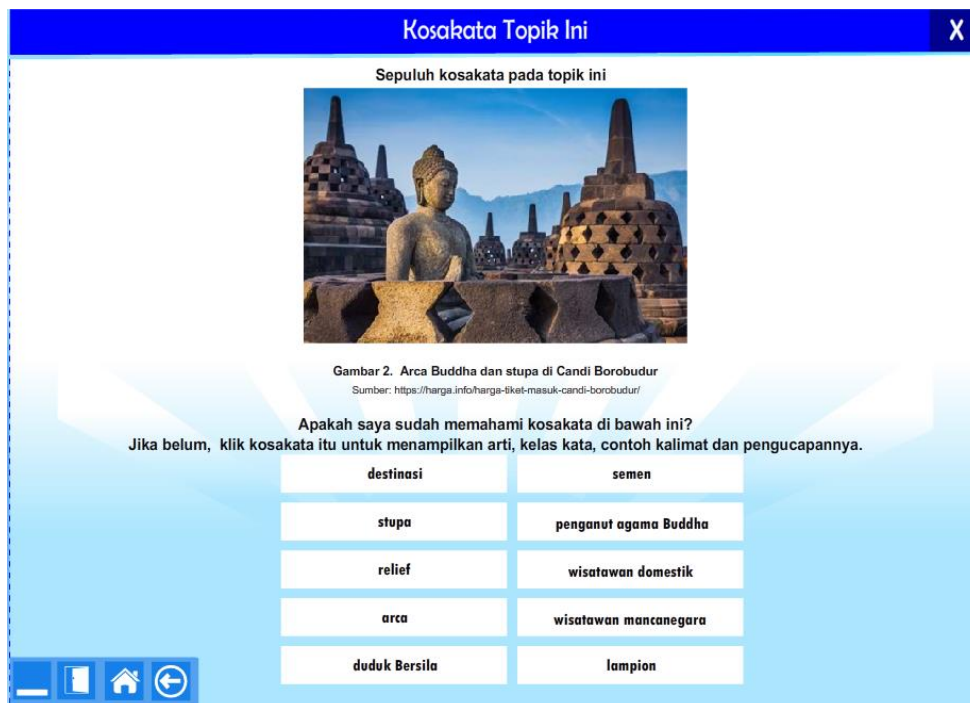 Kosakata Topik Ini
X
Sepuluh kosakata pada topik ini
Gambar 2. Arca Buddha dan stupa di Candi Borobudur
Sumber: https://harga.info/harga-tiket-masuk-candi-borobudur/
Apakah saya sudah memahami kosakata di bawah ini?
Jika belum, klik kosakata itu untuk menampilkan arti, kelas kata, contoh kalimat dan pengucapannya.
destinasi
semen
stupa
penganut agama Buddha
relief
wisatawan domestik
arca
wisatawan mancanegara
duduk Bersila
lampion